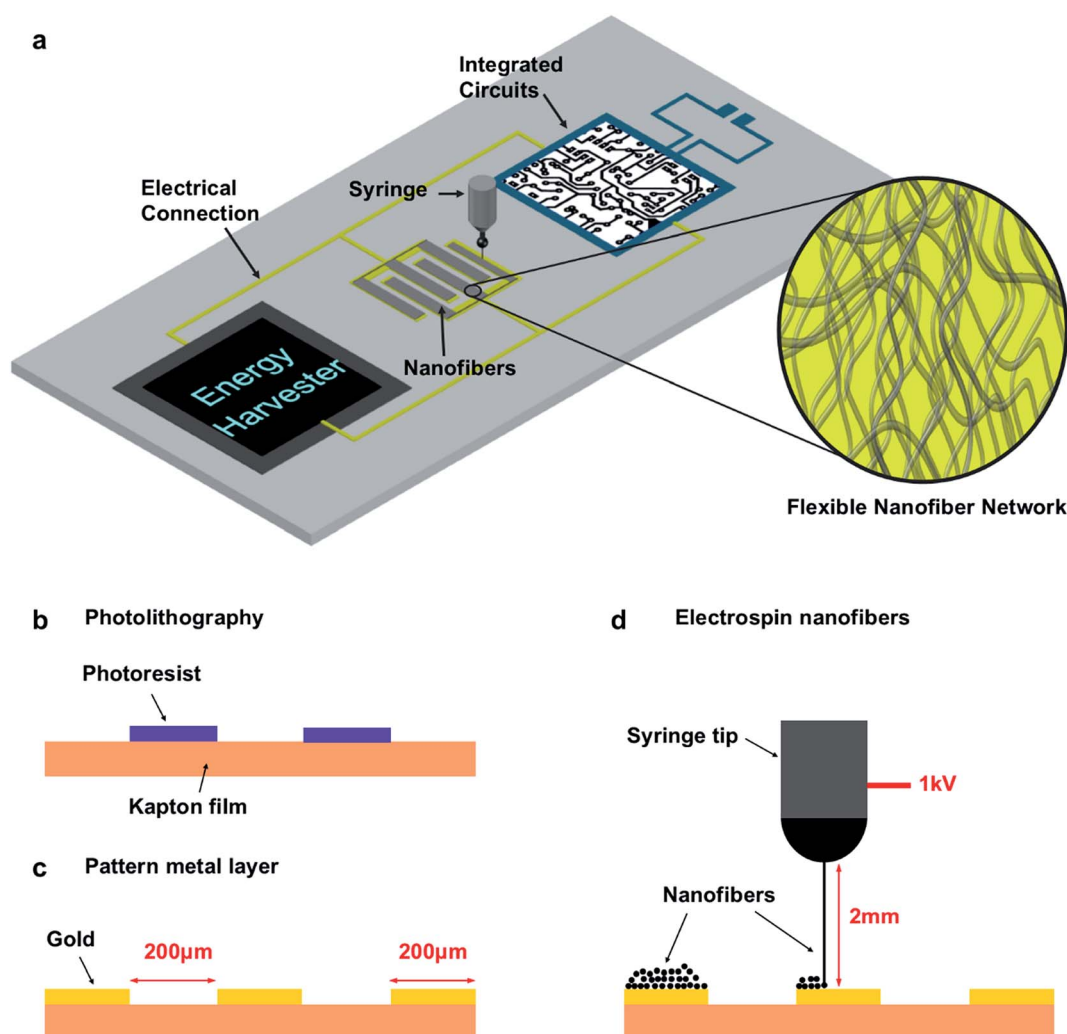 a
Integrated
Circuits
Electrical
Connection
Syringe
Nanofibers
Energy
Harvester
Flexible Nanofiber Network
b Photolithography
Photoresist
Kapton film
c Pattern metal layer
Gold
200µm
200µm
d Electrospin nanofibers
Syringe tip
1kV
Nanofibers
2mm